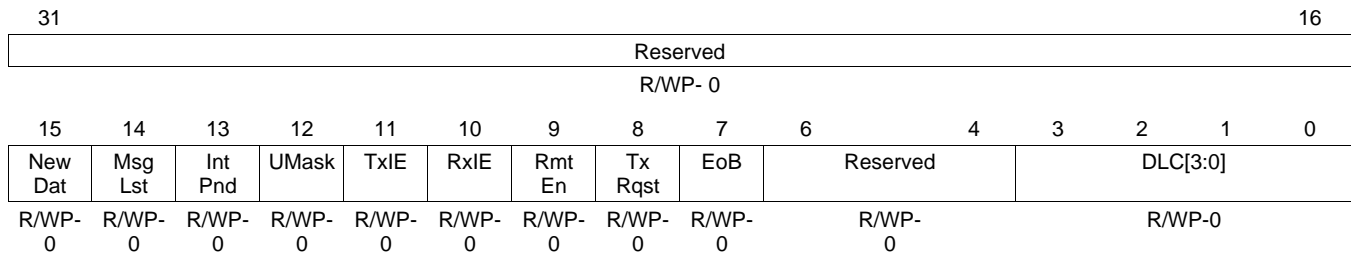 31 16
Reserved
R/WP- 0
15 14 13 12 11 10 9 8 7 6 4 3 2 1 0
New Msg Int UMask TxIE RxIE Rmt Tx EoB Reserved DLC[3:0]
Dat Lst Pnd En Rqst
R/WP- R/WP- R/WP- R/WP- R/WP- R/WP- R/WP- R/WP- R/WP- R/WP- R/WP-0
0 0 0 0 0 0 0 0 0 0